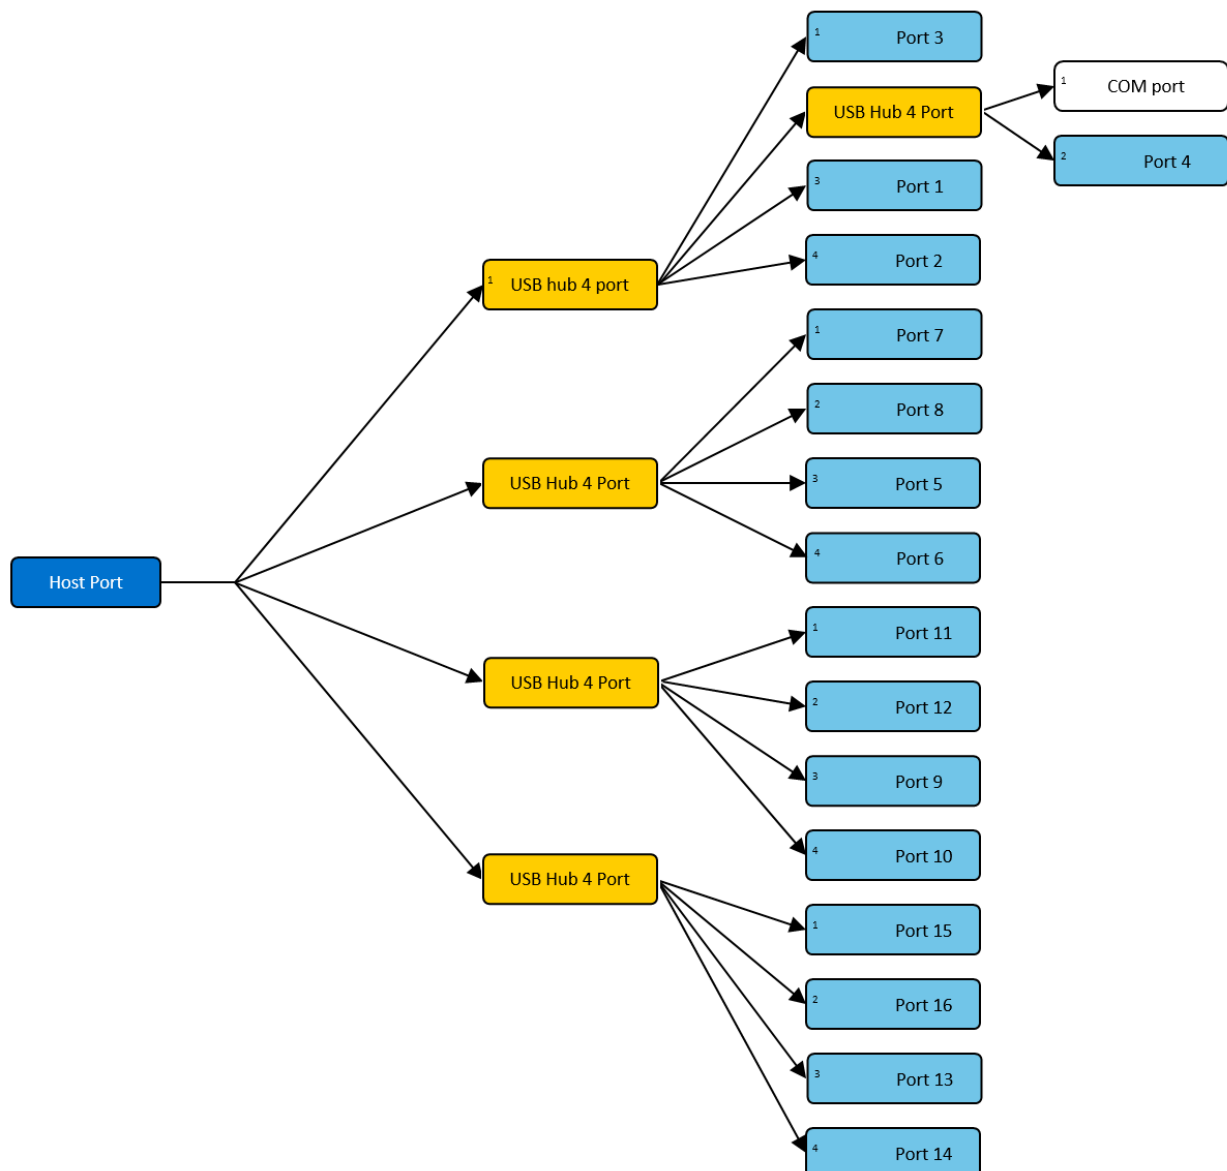 1 Port 3
1 COM port
USB Hub 4 Port
2 Port 4
3 Port 1
4 Port 2
1 USB hub 4 port
1 Port 7
2 Port 8
USB Hub 4 Port
3 Port 5
4 Port 6
Host Port
1 Port 11
USB Hub 4 Port
2 Port 12
3 Port 9
4 Port 10
USB Hub 4 Port
1 Port 15
2 Port 16
3 Port 13
4 Port 14